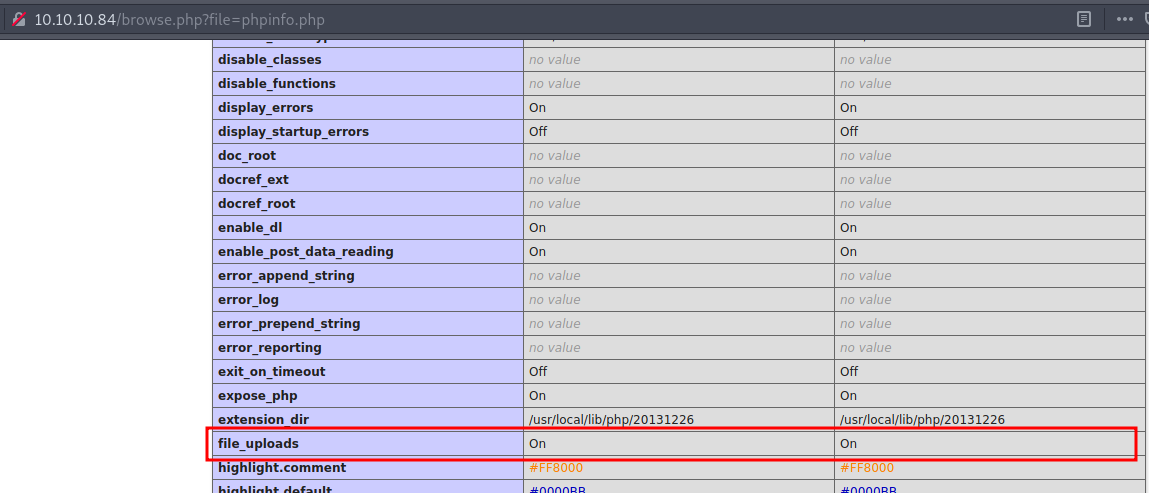 10.10.10.84/browse.php?file=phpinfo.php
disable_classes no value no value
disable_functions no value no value
display_errors On On
display_startup_errors Off Off
doc_root no value no value
docref_ext no value no value
docref_root no value no value
enable_dl On On
enable_post_data_reading On On
error_append_string no value no value
error_log no value no value
error_prepend_string no value no value
error_reporting no value no value
exit_on_timeout Off Off
expose_php On On
extension_dir /usr/local/lib/php/20131226 /usr/local/lib/php/20131226
file_uploads On On
highlight.comment #FF8000 #FF8000
highlight.default #0000BB #0000BB